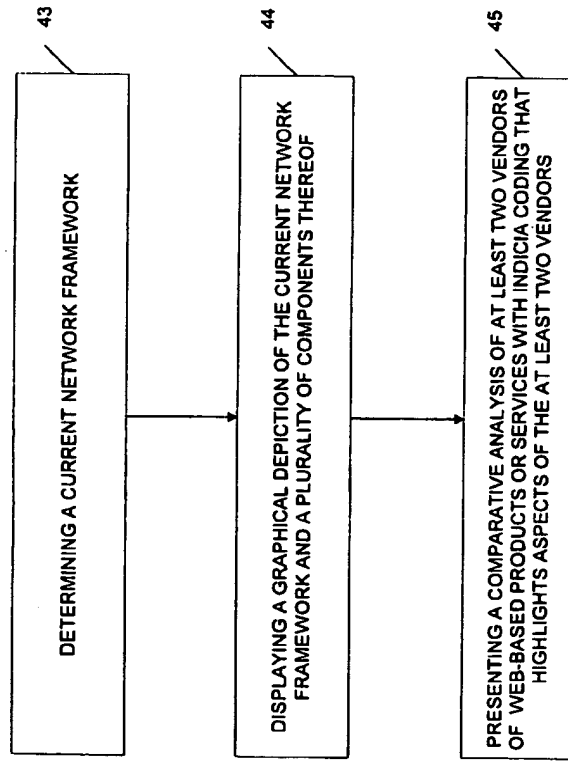 DETERMINING A CURRENT NETWORK FRAMEWORK
43
DISPLAYING A GRAPHICAL DEPICTION OF THE CURRENT NETWORK
FRAMEWORK AND A PLURALITY OF COMPONENTS THEREOF
44
PRESENTING A COMPARATIVE ANALYSIS OF AT LEAST TWO VENDORS
OF WEB-BASED PRODUCTS OR SERVICES WITH INDICIA CODING THAT
HIGHLIGHTS ASPECTS OF THE AT LEAST TWO VENDORS
45